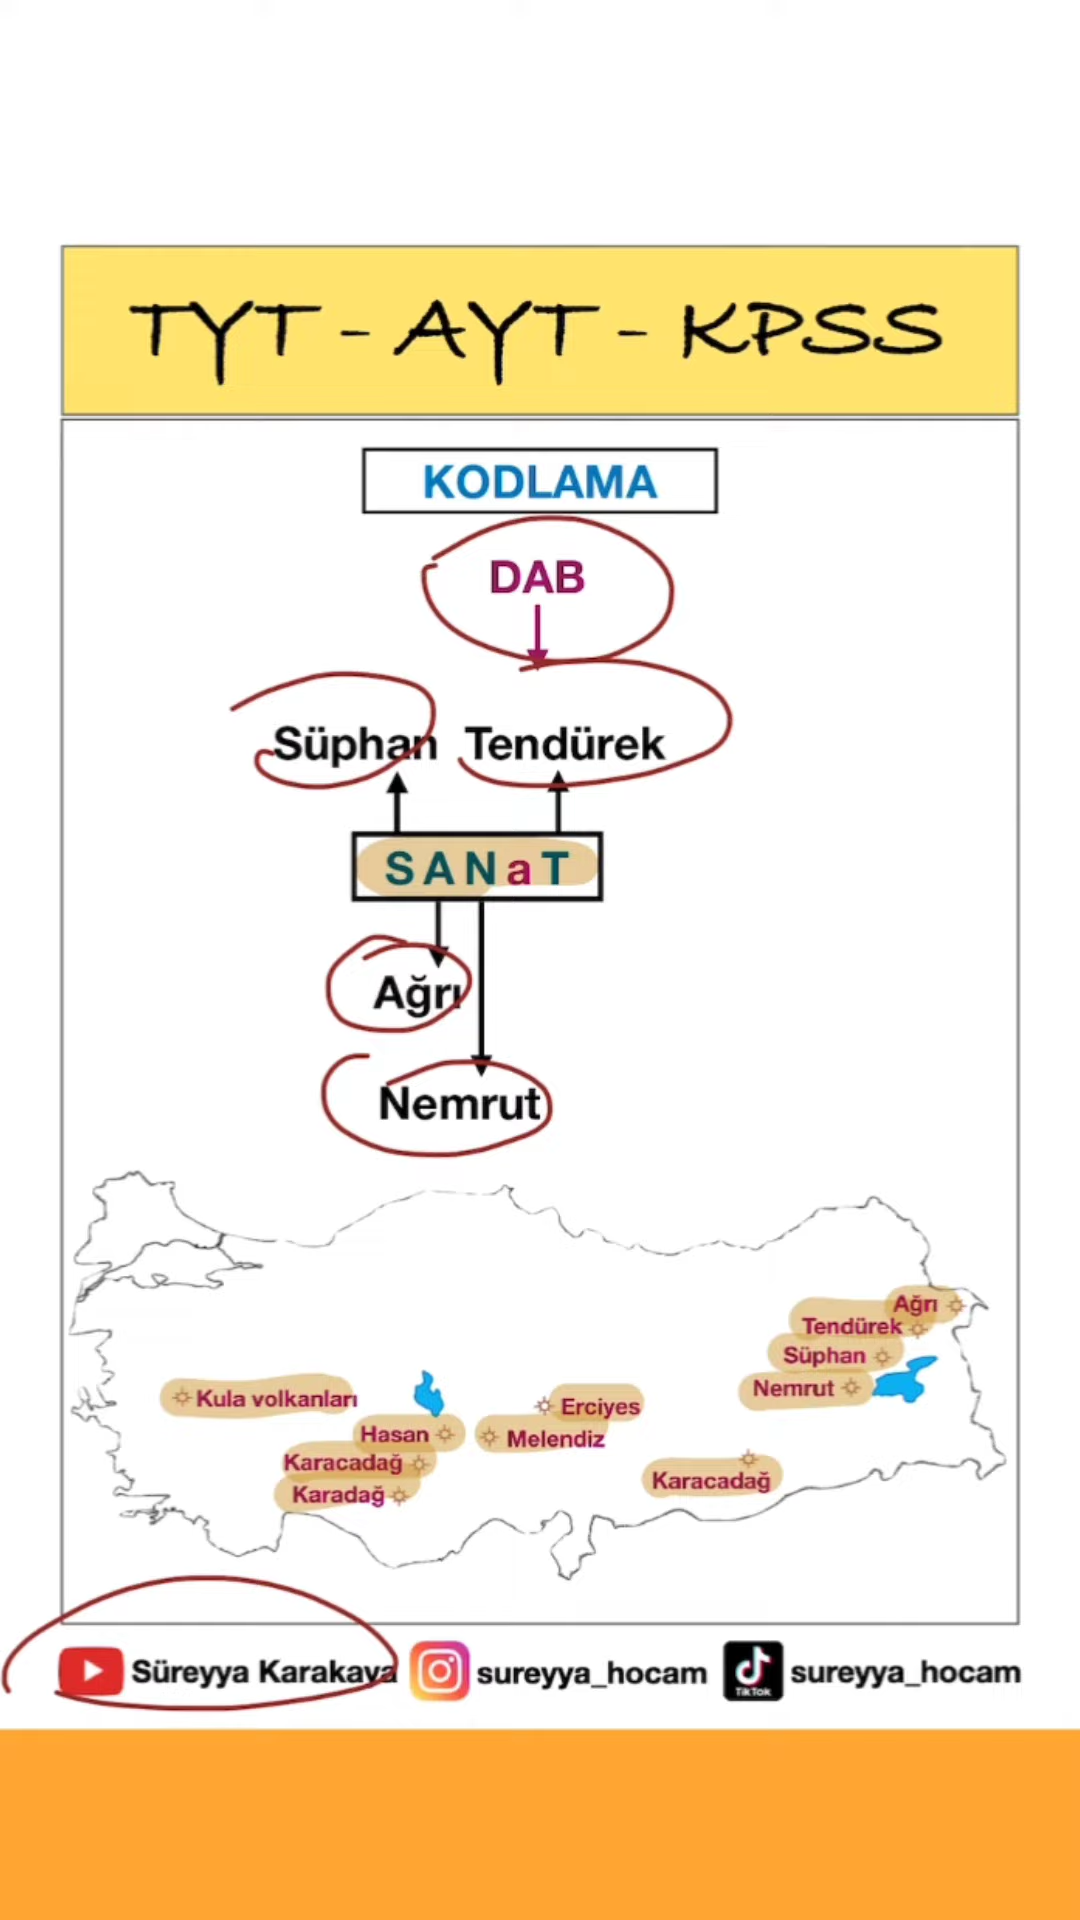 TYT - AYT - KPSS
KODLAMA
DAB
Süphan Tendürek
SANaT
Ağrı
Nemrut
Ağrı
Tendürek
Süphan
Nemrut
Kula volkanları
Erciyes
Hasan
Melendiz
Karacadağ
Karacadağ
Karadağ
Süreyya Karakaya sureyya_hocam TikTok sureyya_hocam